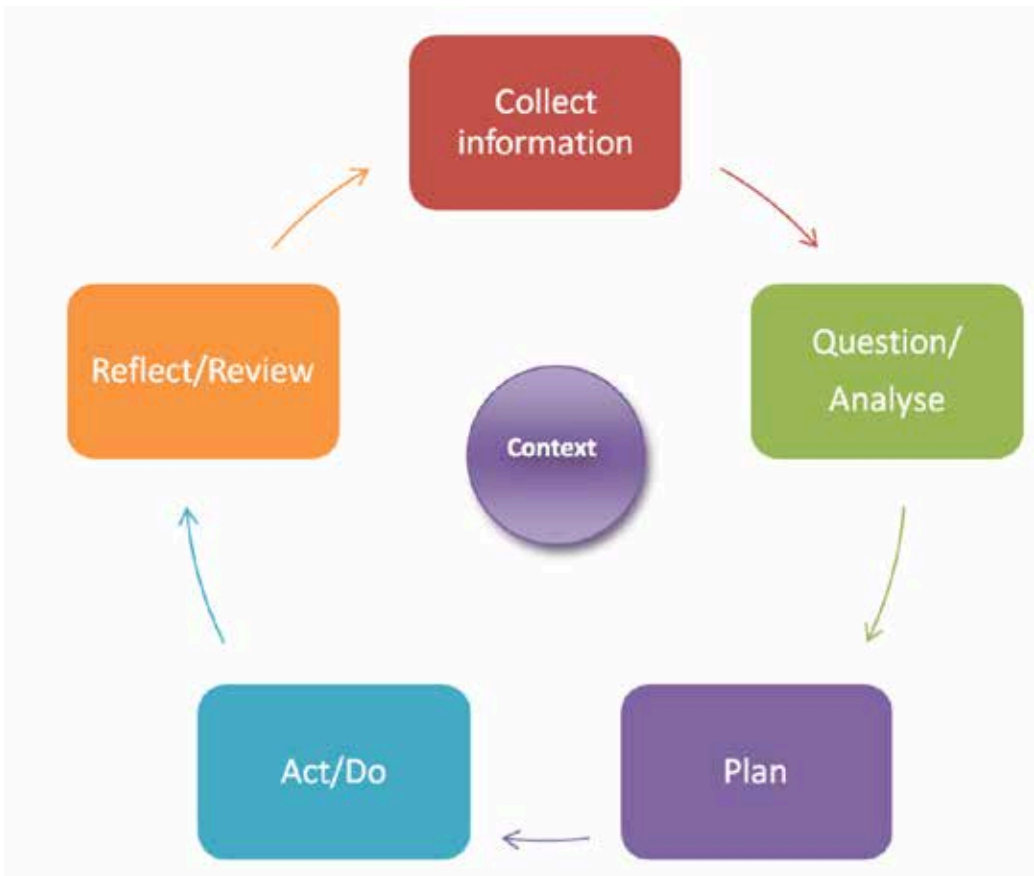 Collect
information
Question/
Analyse
Reflect/Review
Context
Act/Do
Plan